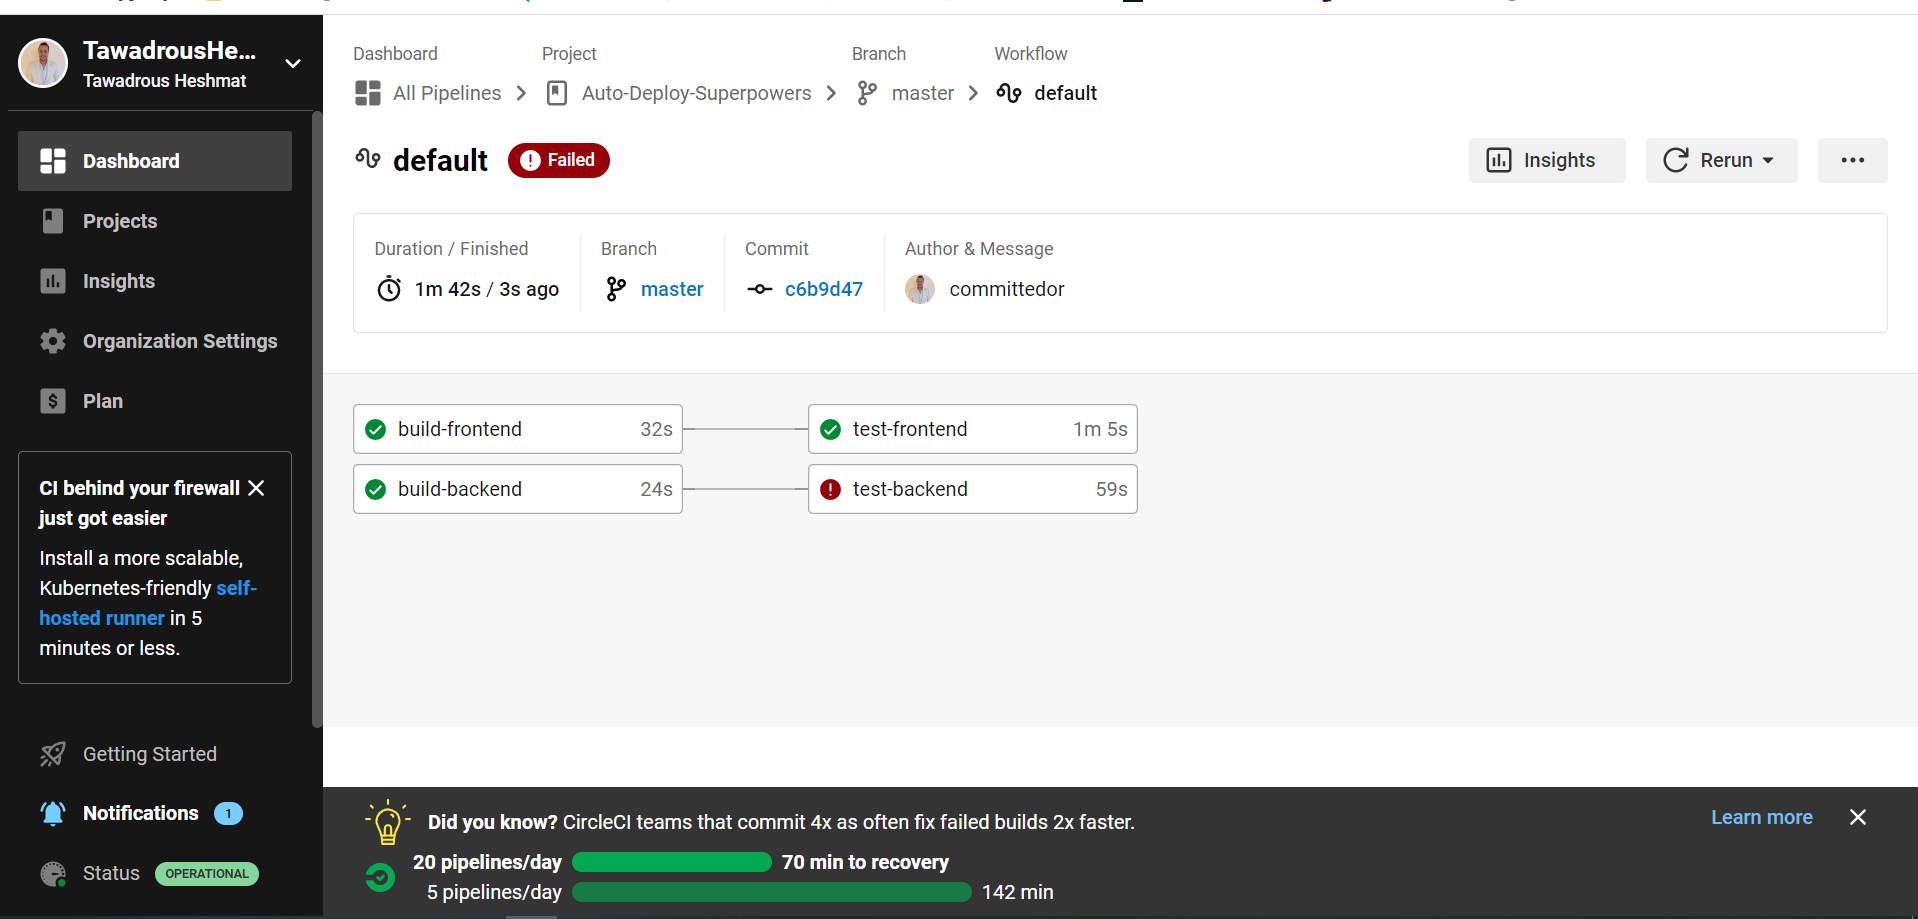 TawadrousHe...
Tawadrous Heshmat
Dashboard
Projects
Insights
Organization Settings
Plan
CI behind your firewall
just got easier
Install a more scalable,
Kubernetes-friendly self-
hosted runner in 5
minutes or less.
Getting Started
Notifications 1
Status OPERATIONAL
Dashboard Project Branch Workflow
All Pipelines Auto-Deploy-Superpowers master default
default Failed
Insights Rerun
Duration / Finished Branch Commit Author & Message
1m 42s / 3s ago master c6b9d47 committedor
build-frontend 32s test-frontend 1m 5s
build-backend 24s test-backend 59s
Did you know? CircleCI teams that commit 4x as often fix failed builds 2x faster.
Learn more
20 pipelines/day 70 min to recovery
5 pipelines/day 142 min